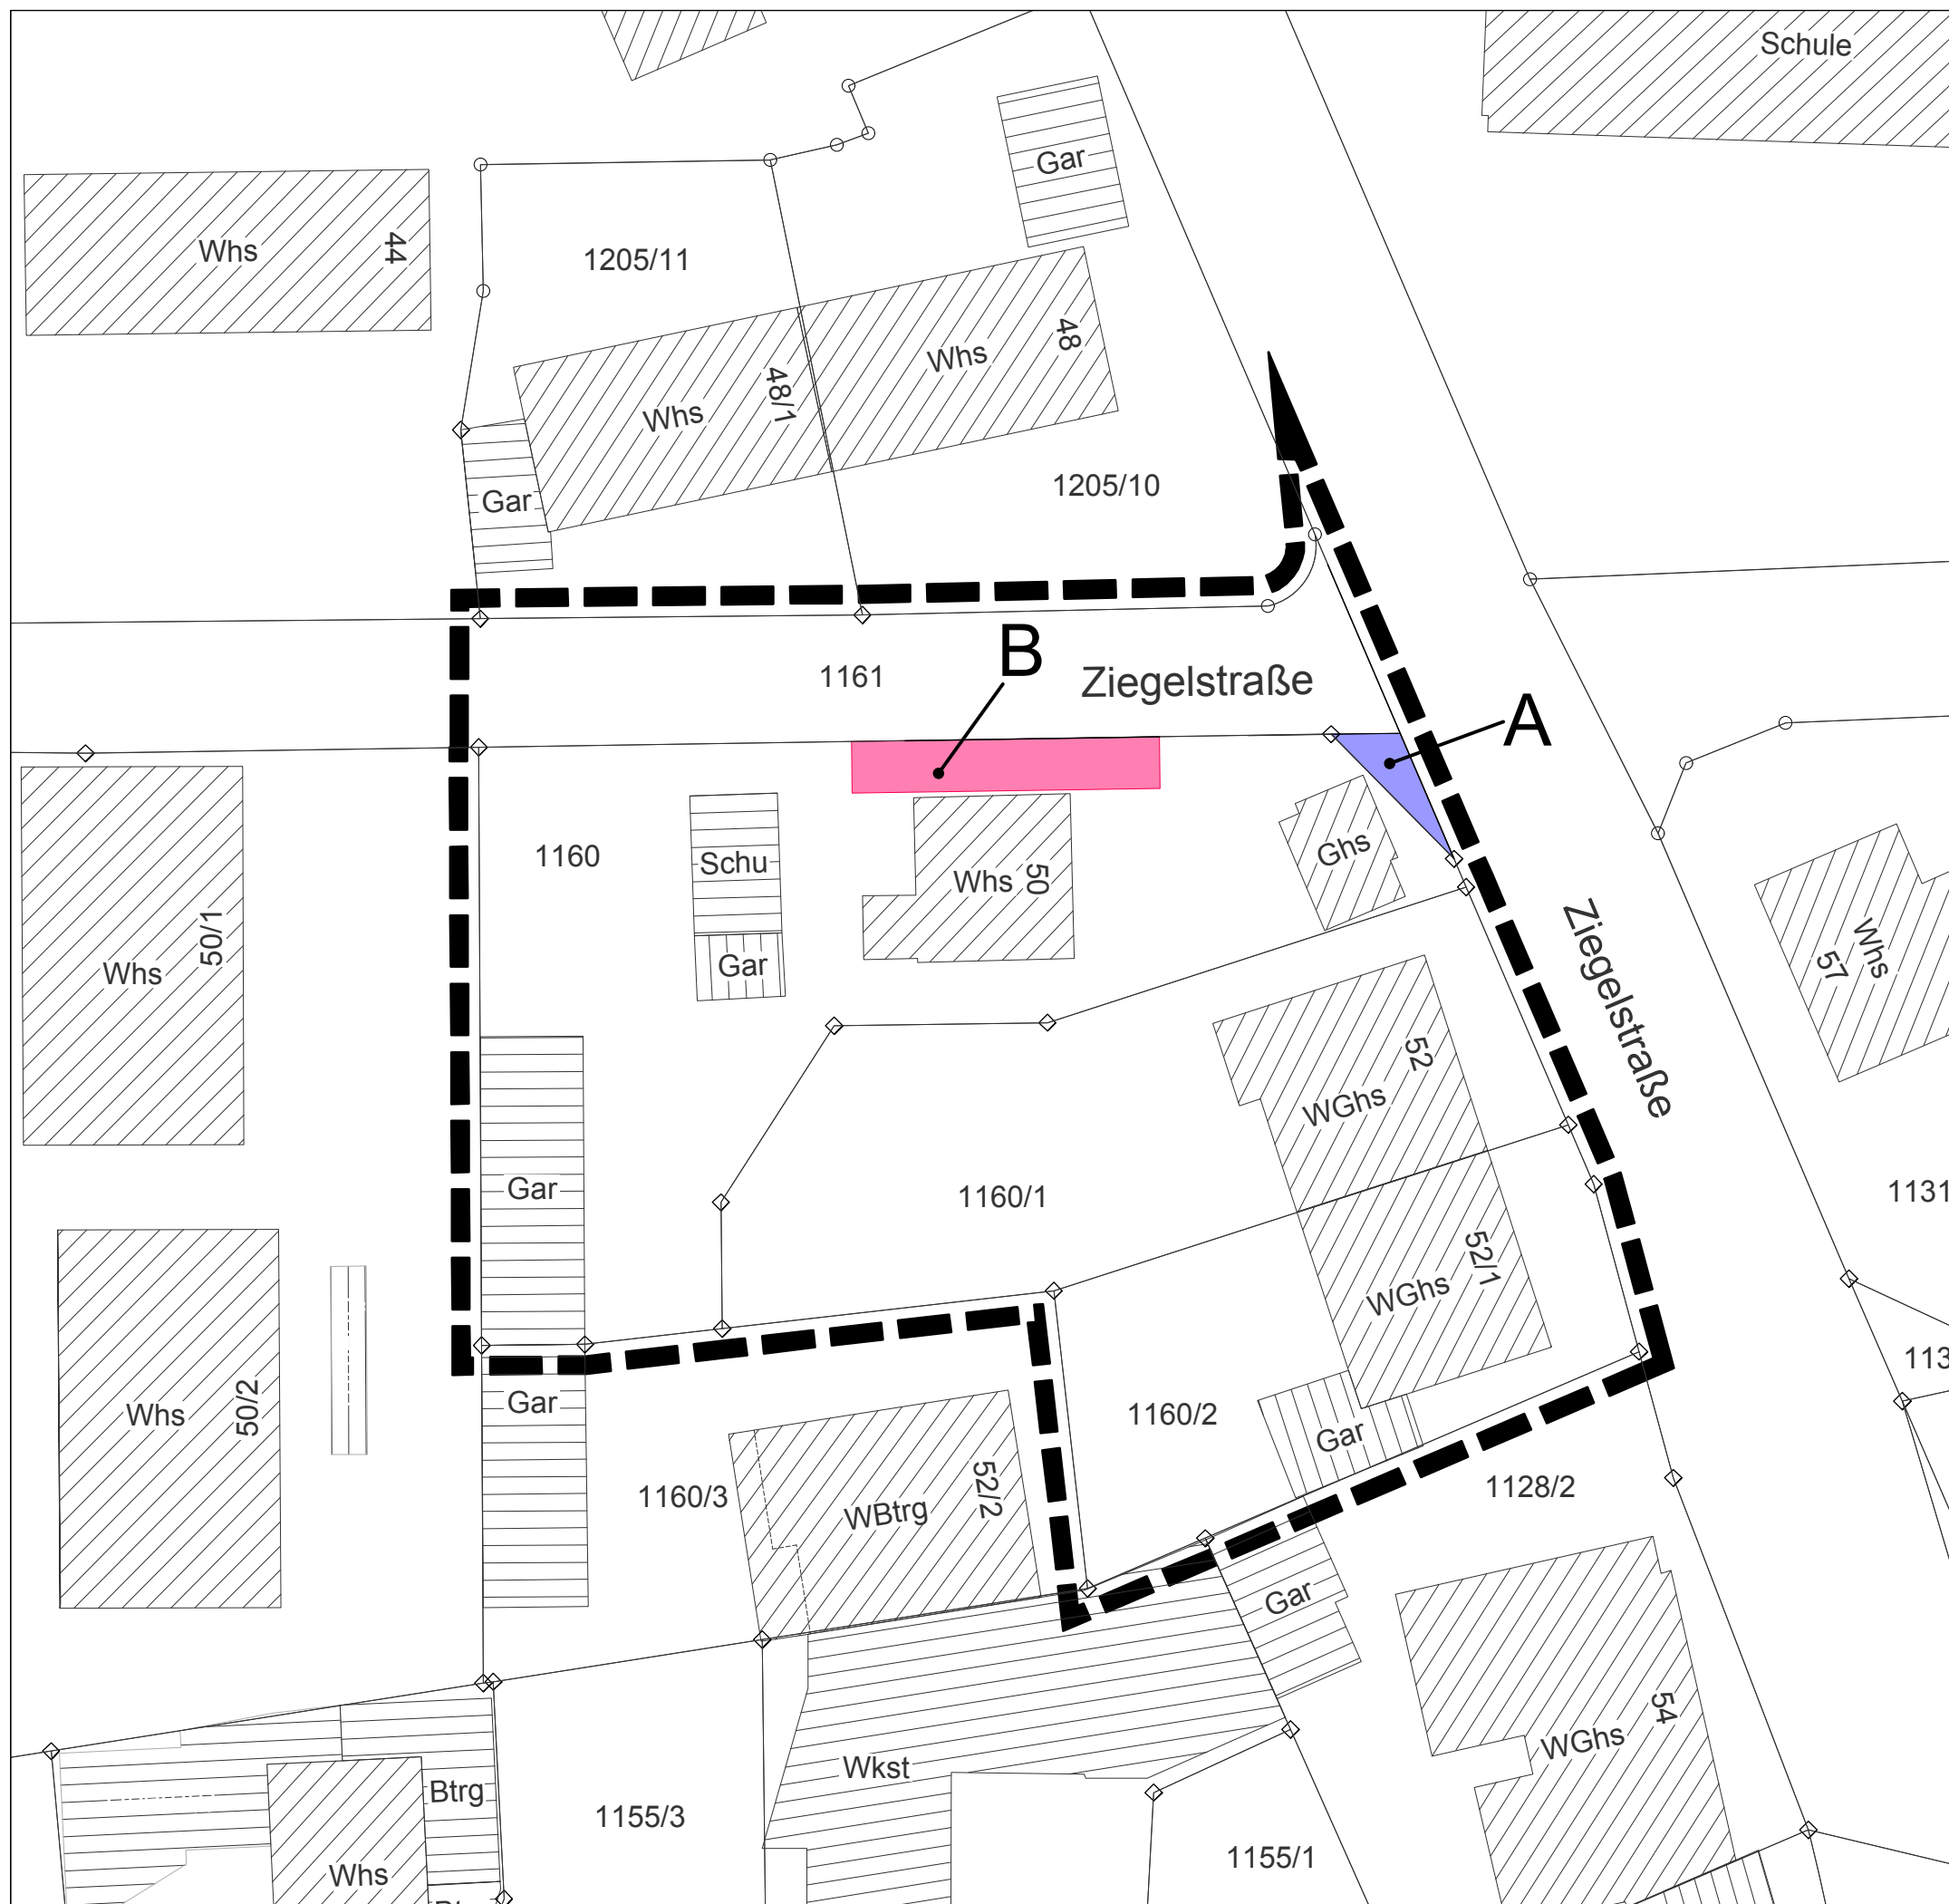 Schule
Gar
Whs
44
1205/11
48
Whs
48/1
Whs
1205/10
Gar
B
1161
Ziegelstraße
A
1160
Schu
Whs
50
Ghs
Gar
50/1
Whs
Ziegelstraße
Whs
57
52
WGhs
Gar
1160/1
1131
52/1
WGhs
50/2
Whs
Gar
1160/2
Gar
113
1160/3
WBtrg
52/2
1128/2
Gar
54
WGhs
Wkst
Btrg
1155/3
1155/1
Whs